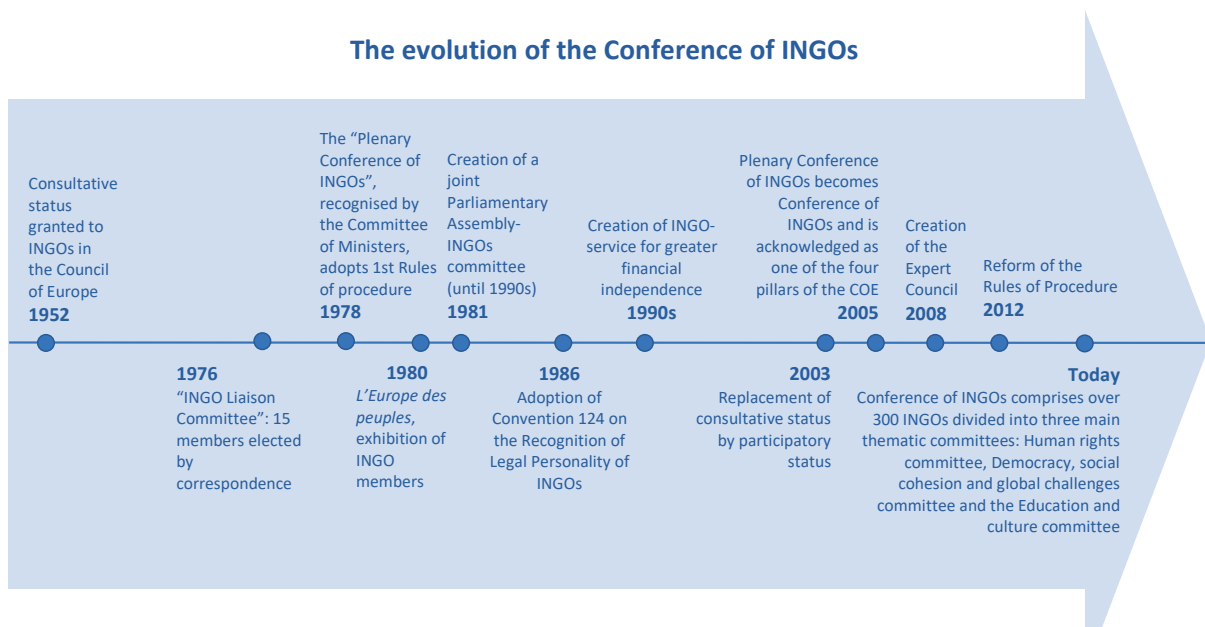 The evolution of the Conference of INGOs
Consultative
status
granted to
INGOs in
the Council
of Europe
1952
The “Plenary
Conference of
INGOs”,
recognised by
the Committee
of Ministers,
adopts 1st Rules
of procedure
1978
Creation of a
joint
Parliamentary
Assembly-
INGOs
committee
(until 1990s)
1981
Creation of INGO-
service for greater
financial
independence
1990s
Plenary Conference
of INGOs becomes
Conference of
INGOs and is
acknowledged as
one of the four
pillars of the COE
2005
Creation
of the
Expert
Council
2008
Reform of the
Rules of Procedure
2012
1976
“INGO Liaison
Committee”: 15
members elected
by
correspondence
1980
L’Europe des
peuples,
exhibition of
INGO
members
1986
Adoption of
Convention 124 on
the Recognition of
Legal Personality of
INGOs
2003
Replacement of
consultative status
by participatory
status
Today
Conference of INGOs comprises over
300 INGOs divided into three main
thematic committees: Human rights
committee, Democracy, social
cohesion and global challenges
committee and the Education and
culture committee